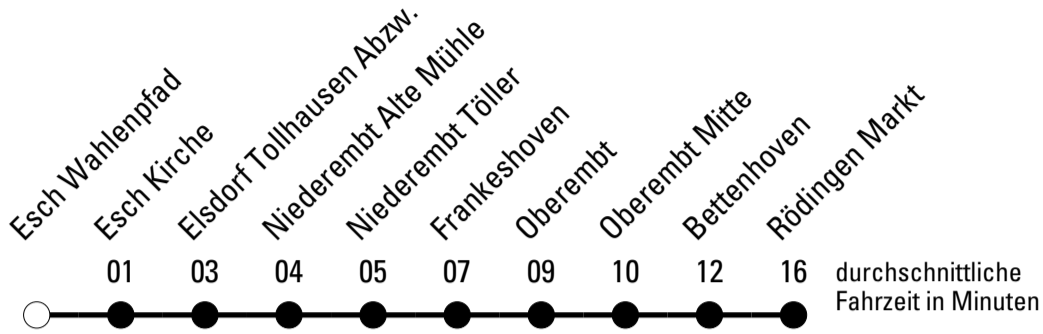 Esch Wahlenpfad
Esch Kirche
Elsdorf Tollhausen Abzw.
Niederembt Alte Mühle
Niederembt Töller
Frankeshoven
Oberembt
Oberembt Mitte
Bettenhoven
Rödingen Markt
01 03 04 05 07 09 10 12 16
durchschnittliche
Fahrzeit in Minuten